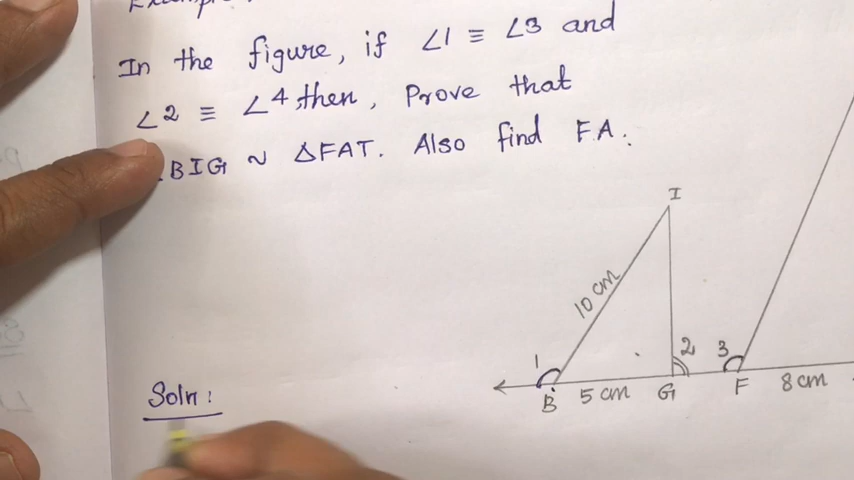 Example
In the figure, if ∠1 ≡ ∠3 and
∠2 ≡ ∠4, then, Prove that
BIG ~ ΔFAT. Also find FA.
I
10 cm
1
2
3
B 5 cm G F 8 cm
Soln: